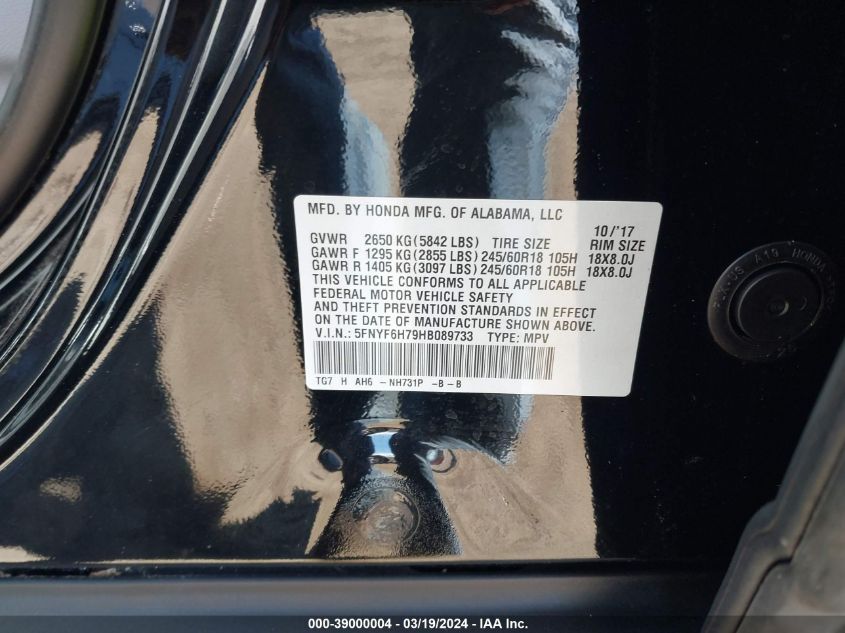 MFD. BY HONDA MFG. OF ALABAMA, LLC
10/'17
GVWR 2650 KG (5842 LBS) TIRE SIZE RIM SIZE
GAWR F 1295 KG (2855 LBS) 245/60R18 105H 18X8.0J
GAWR R 1405 KG (3097 LBS) 245/60R18 105H 18X8.0J
THIS VEHICLE CONFORMS TO ALL APPLICABLE
FEDERAL MOTOR VEHICLE SAFETY
AND THEFT PREVENTION STANDARDS IN EFFECT
ON THE DATE OF MANUFACTURE SHOWN ABOVE.
V.I.N.: 5FNYF6H79HB089733 TYPE: MPV
TG7 H AH6 -NH731P -B-B
A19 HONDA
000-39000004 - 03/19/2024 - IAA Inc.